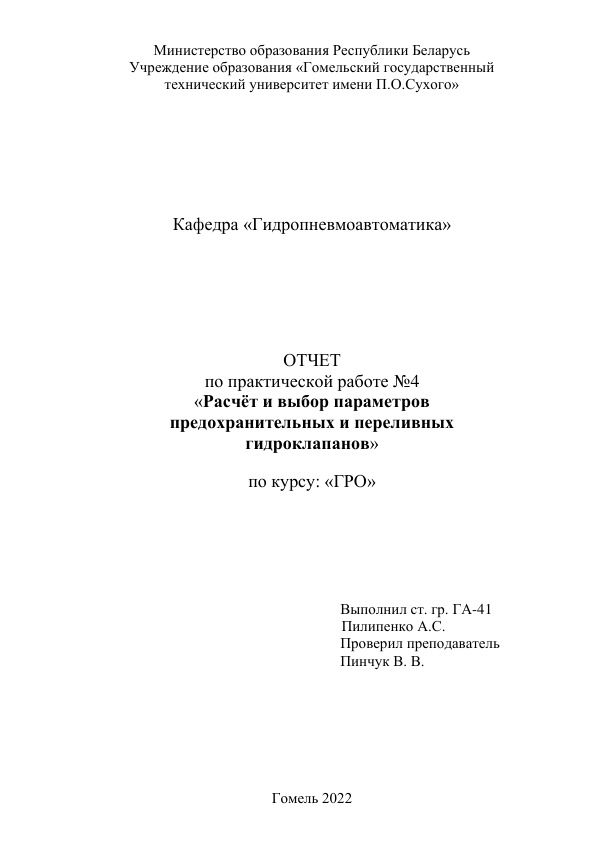 Министерство образования Республики Беларусь
Учреждение образования «Гомельский государственный
технический университет имени П.О.Сухого»
Кафедра «Гидропневмоавтоматика»
ОТЧЕТ
по практической работе №4
«Расчёт и выбор параметров
предохранительных и переливных
гидроклапанов»
по курсу: «ГРО»
Выполнил ст. гр. ГА-41
Пилипенко А.С.
Проверил преподаватель
Пинчук В. В.
Гомель 2022